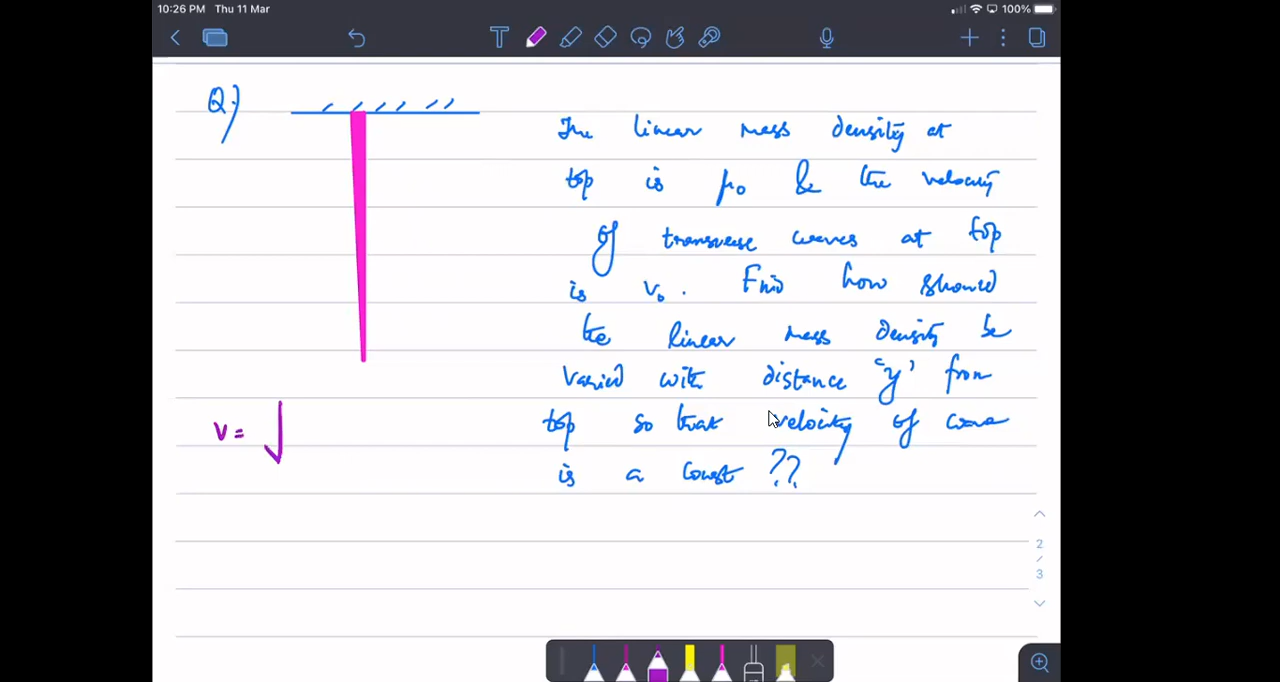 10:26 PM Thu 11 Mar 100%
T
Q.)
The linear mass density at
top is μ₀ & the velocity
of transverse waves at top
is v₀. Find how should
the linear mass density be
varied with distance 'y' from
top so that velocity of wave
is a const ??
v = √
2
/
3